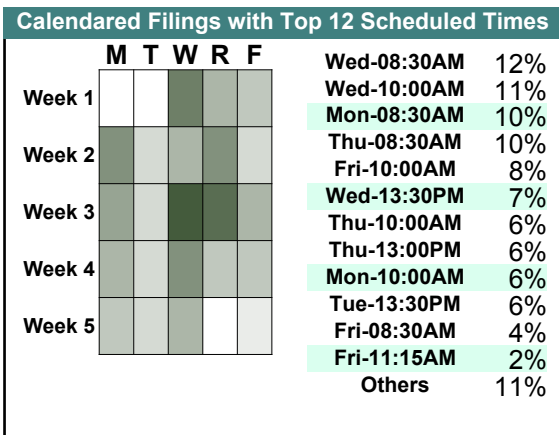 Calendared Filings with Top 12 Scheduled Times
M T W R F
Week 1
Week 2
Week 3
Week 4
Week 5
Wed-08:30AM 12%
Wed-10:00AM 11%
Mon-08:30AM 10%
Thu-08:30AM 10%
Fri-10:00AM 8%
Wed-13:30PM 7%
Thu-10:00AM 6%
Thu-13:00PM 6%
Mon-10:00AM 6%
Tue-13:30PM 6%
Fri-08:30AM 4%
Fri-11:15AM 2%
Others 11%